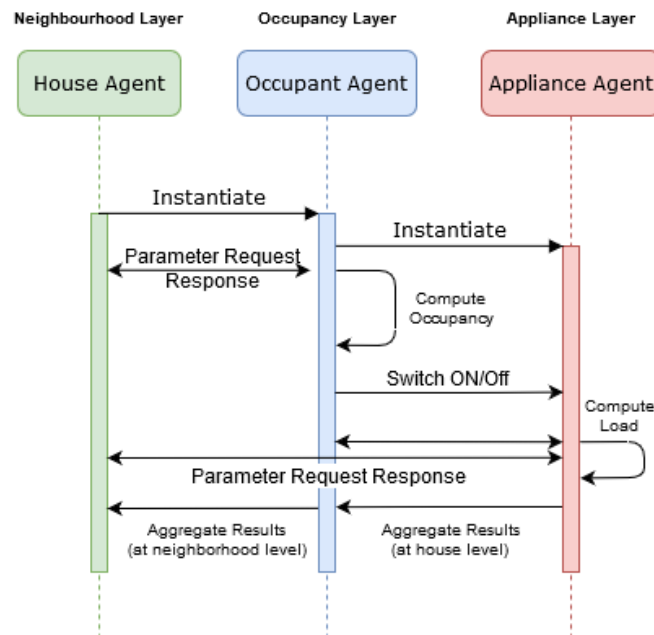 Neighbourhood Layer
Occupancy Layer
Appliance Layer
House Agent
Occupant Agent
Appliance Agent
Instantiate
Instantiate
Parameter Request
Response
Compute
Occupancy
Switch ON/Off
Compute
Load
Parameter Request Response
Aggregate Results
(at neighborhood level)
Aggregate Results
(at house level)